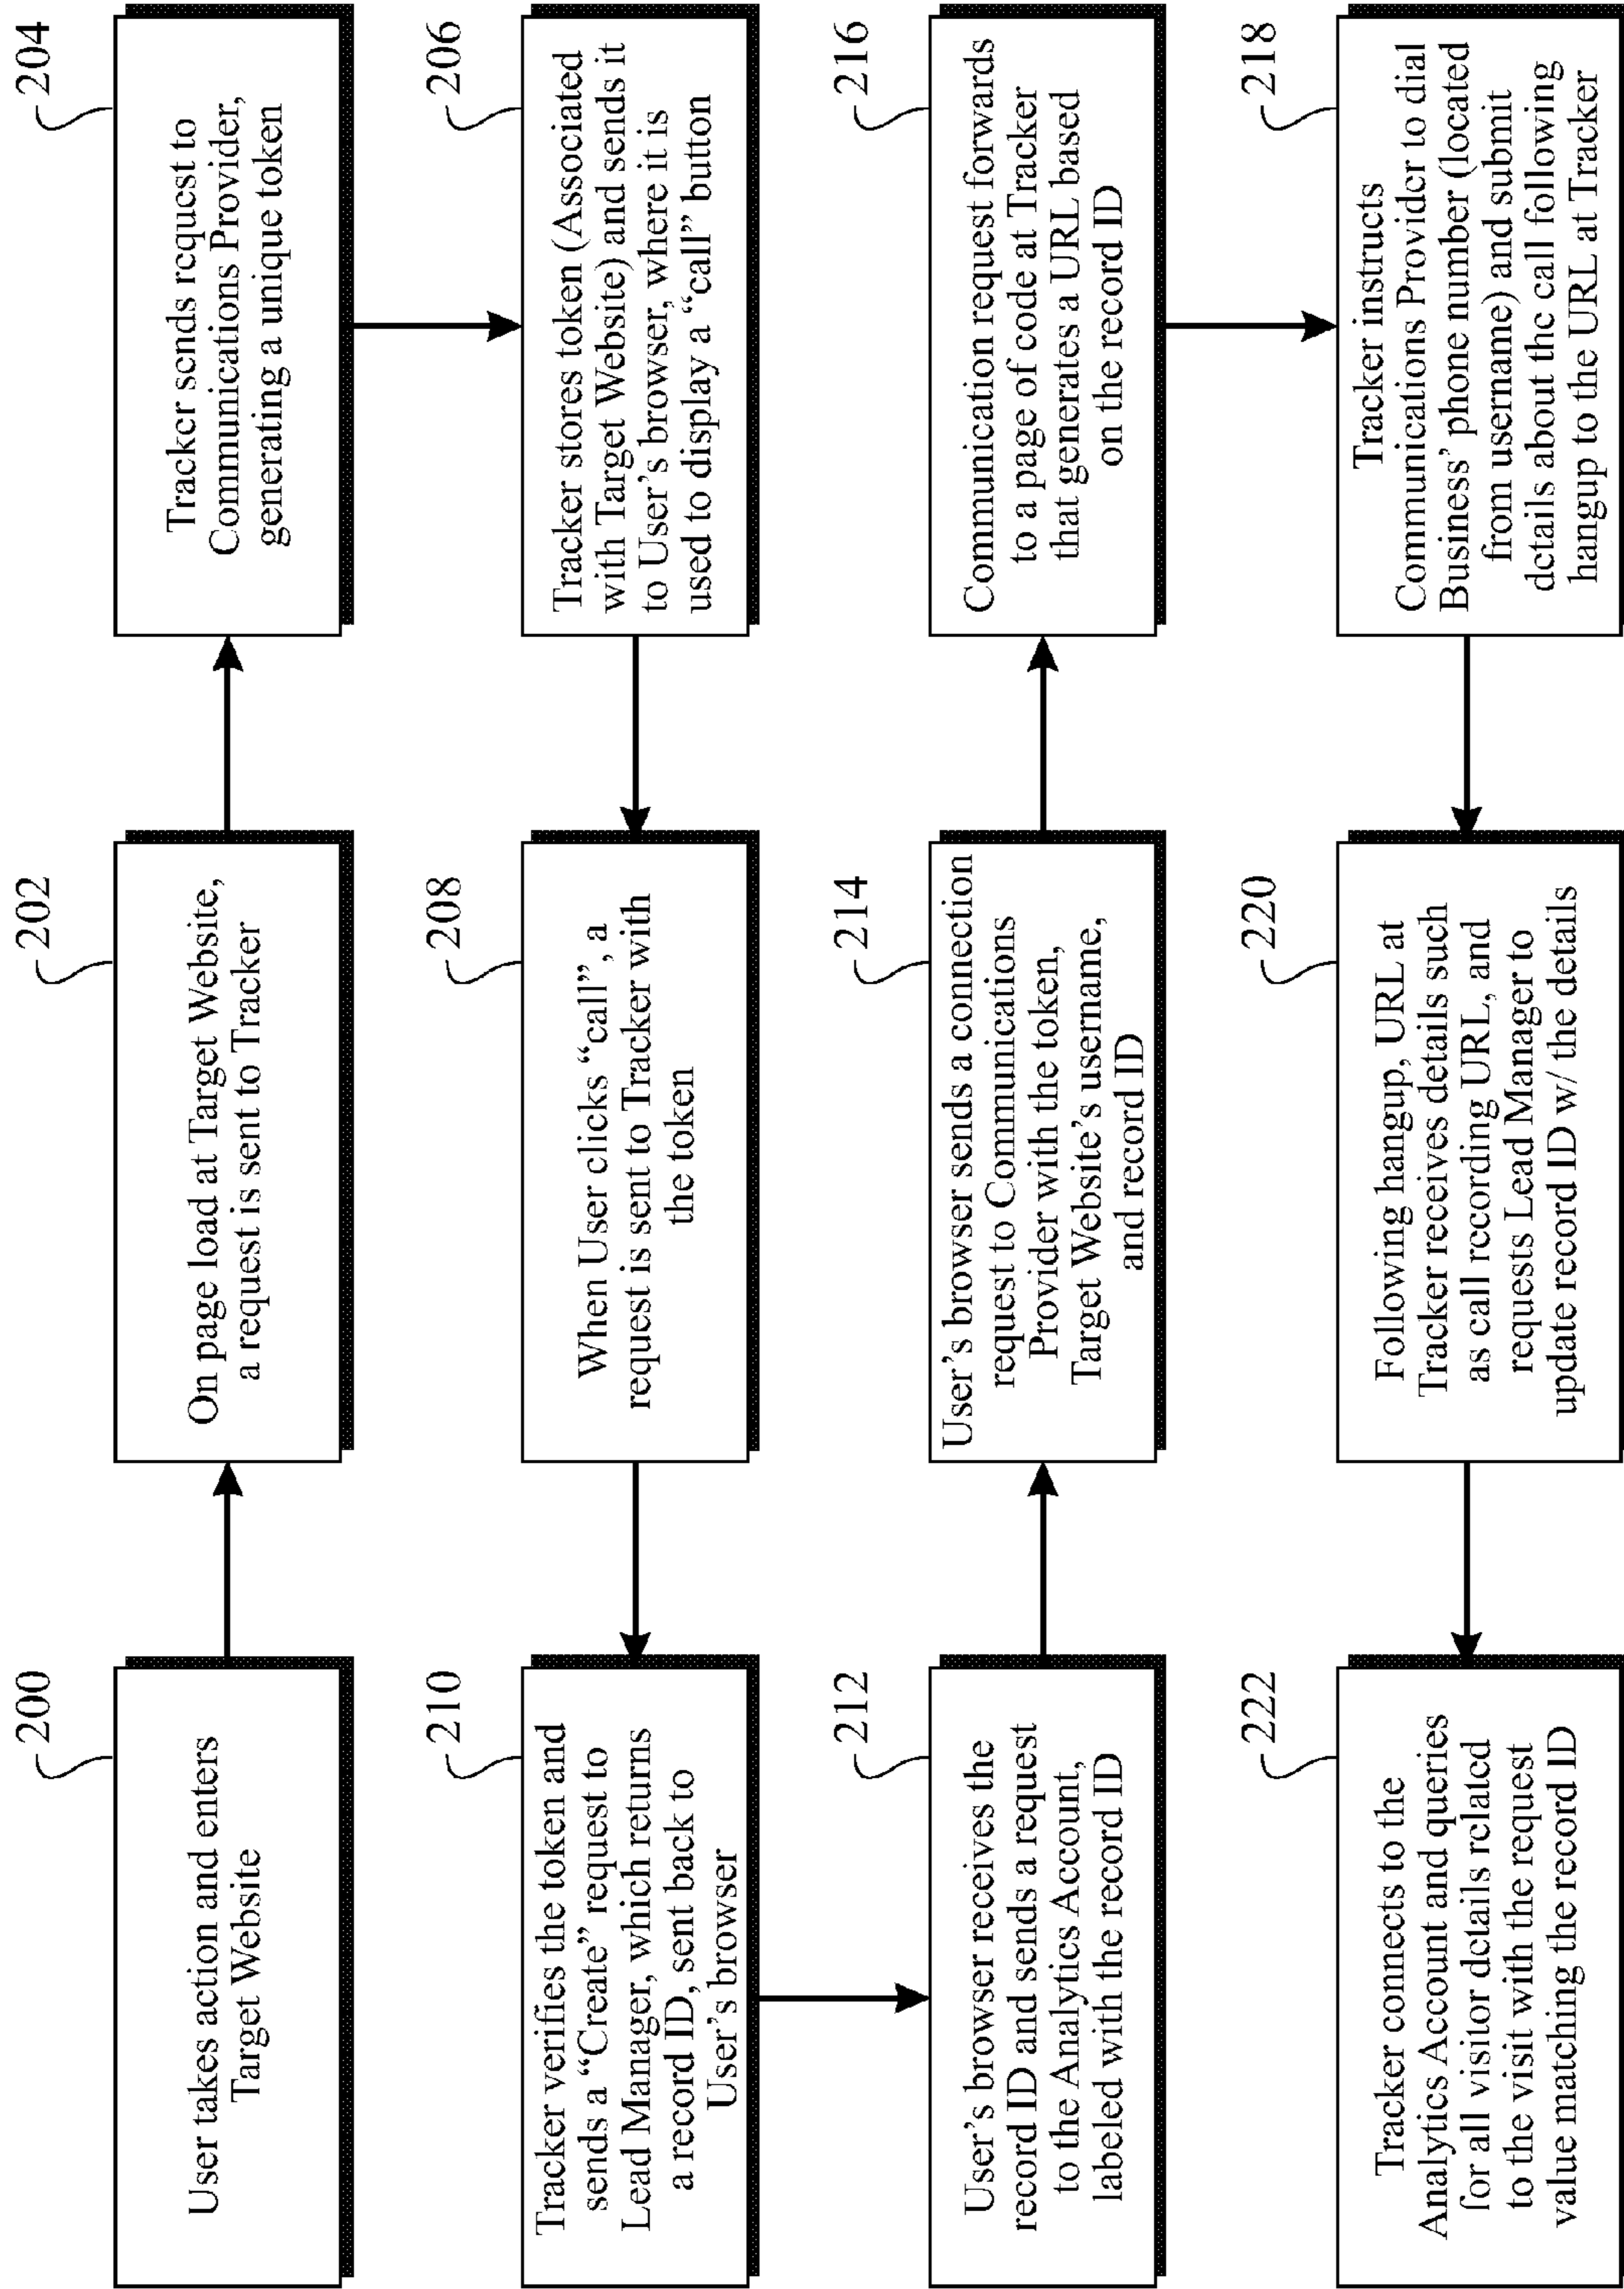 200
User takes action and enters
Target Website
202
On page load at Target Website,
a request is sent to Tracker
204
Tracker sends request to
Communications Provider,
generating a unique token
206
Tracker stores token (Associated
with Target Website) and sends it
to User's browser, where it is
used to display a “call” button
208
When User clicks “call”, a
request is sent to Tracker with
the token
210
Tracker verifies the token and
sends a “Create” request to
Lead Manager, which returns
a record ID, sent back to
User's browser
212
User's browser receives the
record ID and sends a request
to the Analytics Account,
labeled with the record ID
214
User's browser sends a connection
request to Communications
Provider with the token,
Target Website's username,
and record ID
216
Communication request forwards
to a page of code at Tracker
that generates a URL based
on the record ID
218
Tracker instructs
Communications Provider to dial
Business' phone number (located
from username) and submit
details about the call following
hangup to the URL at Tracker
220
Following hangup, URL at
Tracker receives details such
as call recording URL, and
requests Lead Manager to
update record ID w/ the details
222
Tracker connects to the
Analytics Account and queries
for all visitor details related
to the visit with the request
value matching the record ID